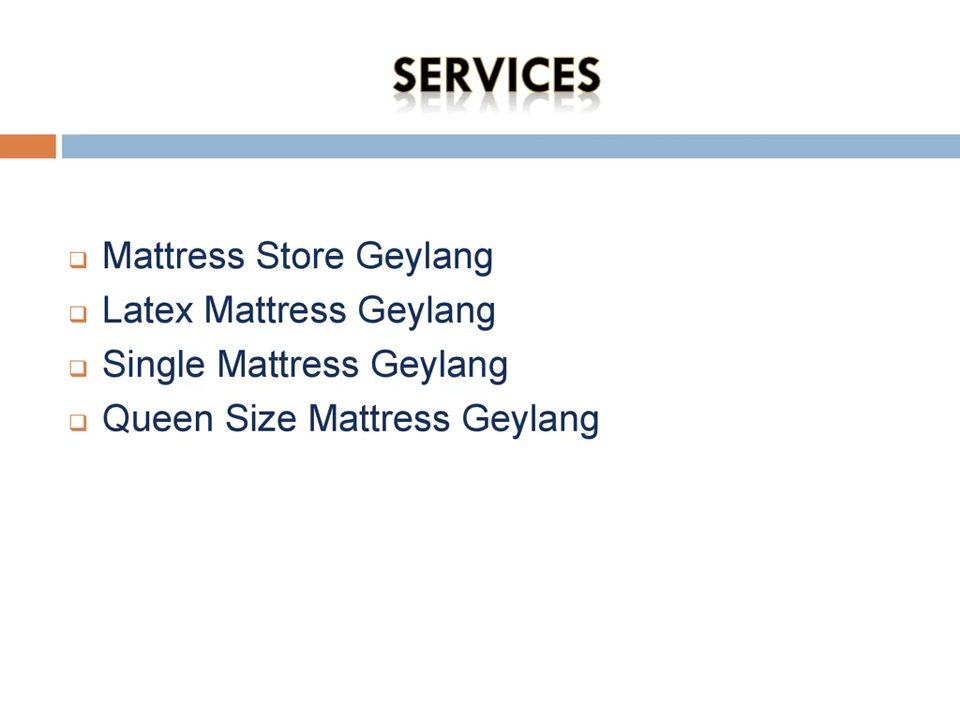 SERVICES
Mattress Store Geylang
Latex Mattress Geylang
Single Mattress Geylang
Queen Size Mattress Geylang